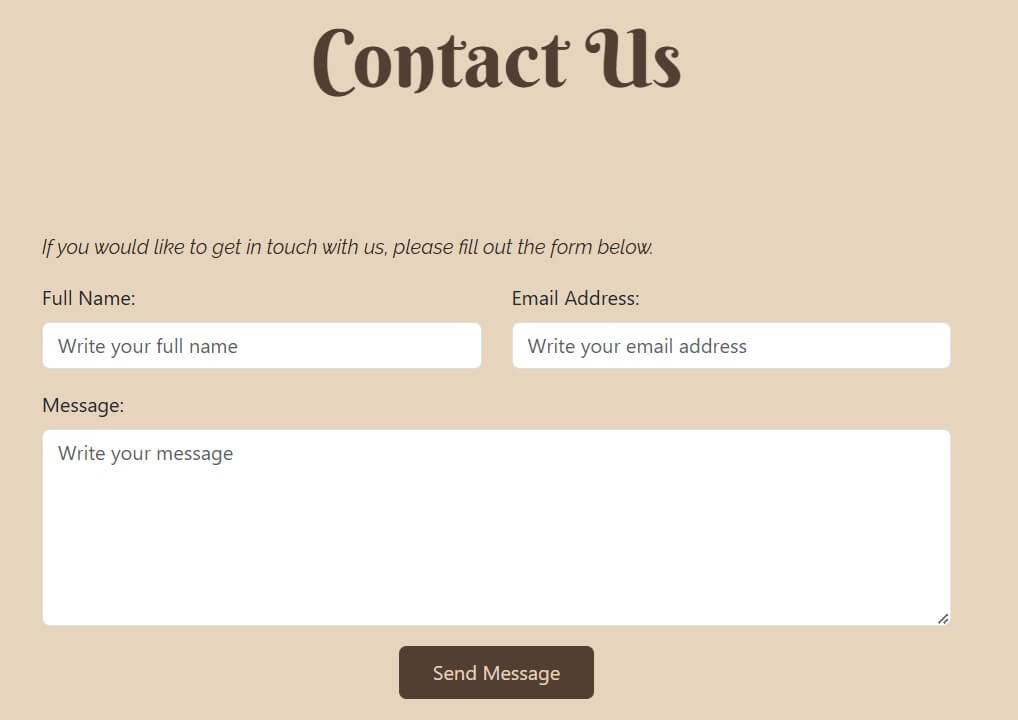 Contact Us
If you would like to get in touch with us, please fill out the form below.
Full Name:
Email Address:
Write your full name
Write your email address
Message:
Write your message
Send Message